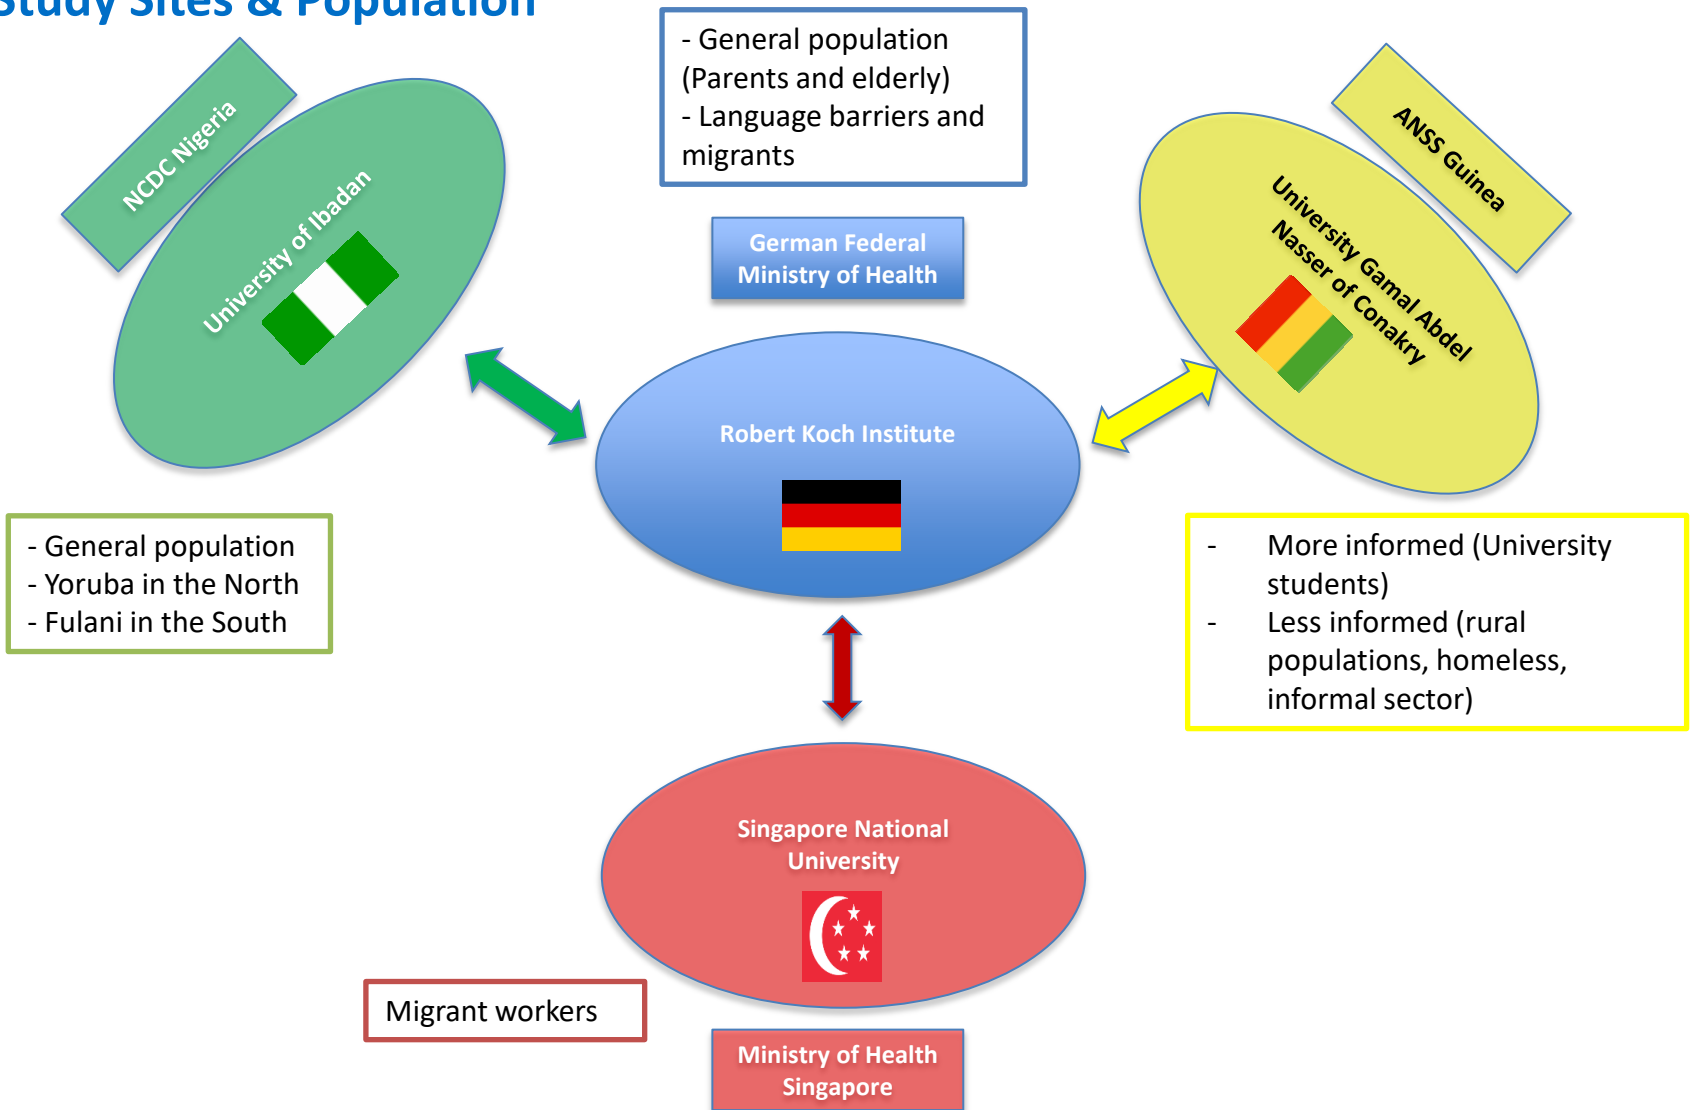 Study Sites & Population
- General population
(Parents and elderly)
- Language barriers and
migrants
NCDC Nigeria
University of Ibadan
German Federal
Ministry of Health
ANSS Guinea
University Gamal Abdel
Nasser of Conakry
Robert Koch Institute
- General population
- Yoruba in the North
- Fulani in the South
- More informed (University
students)
- Less informed (rural
populations, homeless,
informal sector)
Singapore National
University
Migrant workers
Ministry of Health
Singapore